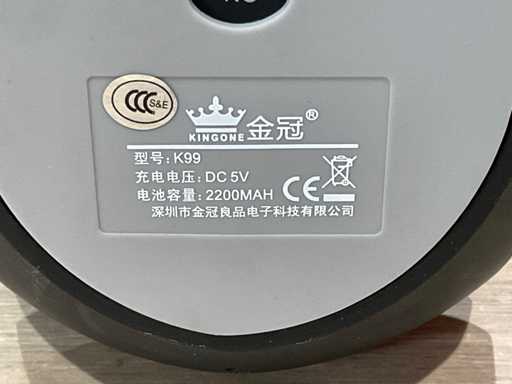 CCC S&E
KINGONE 金冠®
型号: K99
充电电压: DC 5V
电池容量: 2200MAH
CE
深圳市金冠良品电子科技有限公司